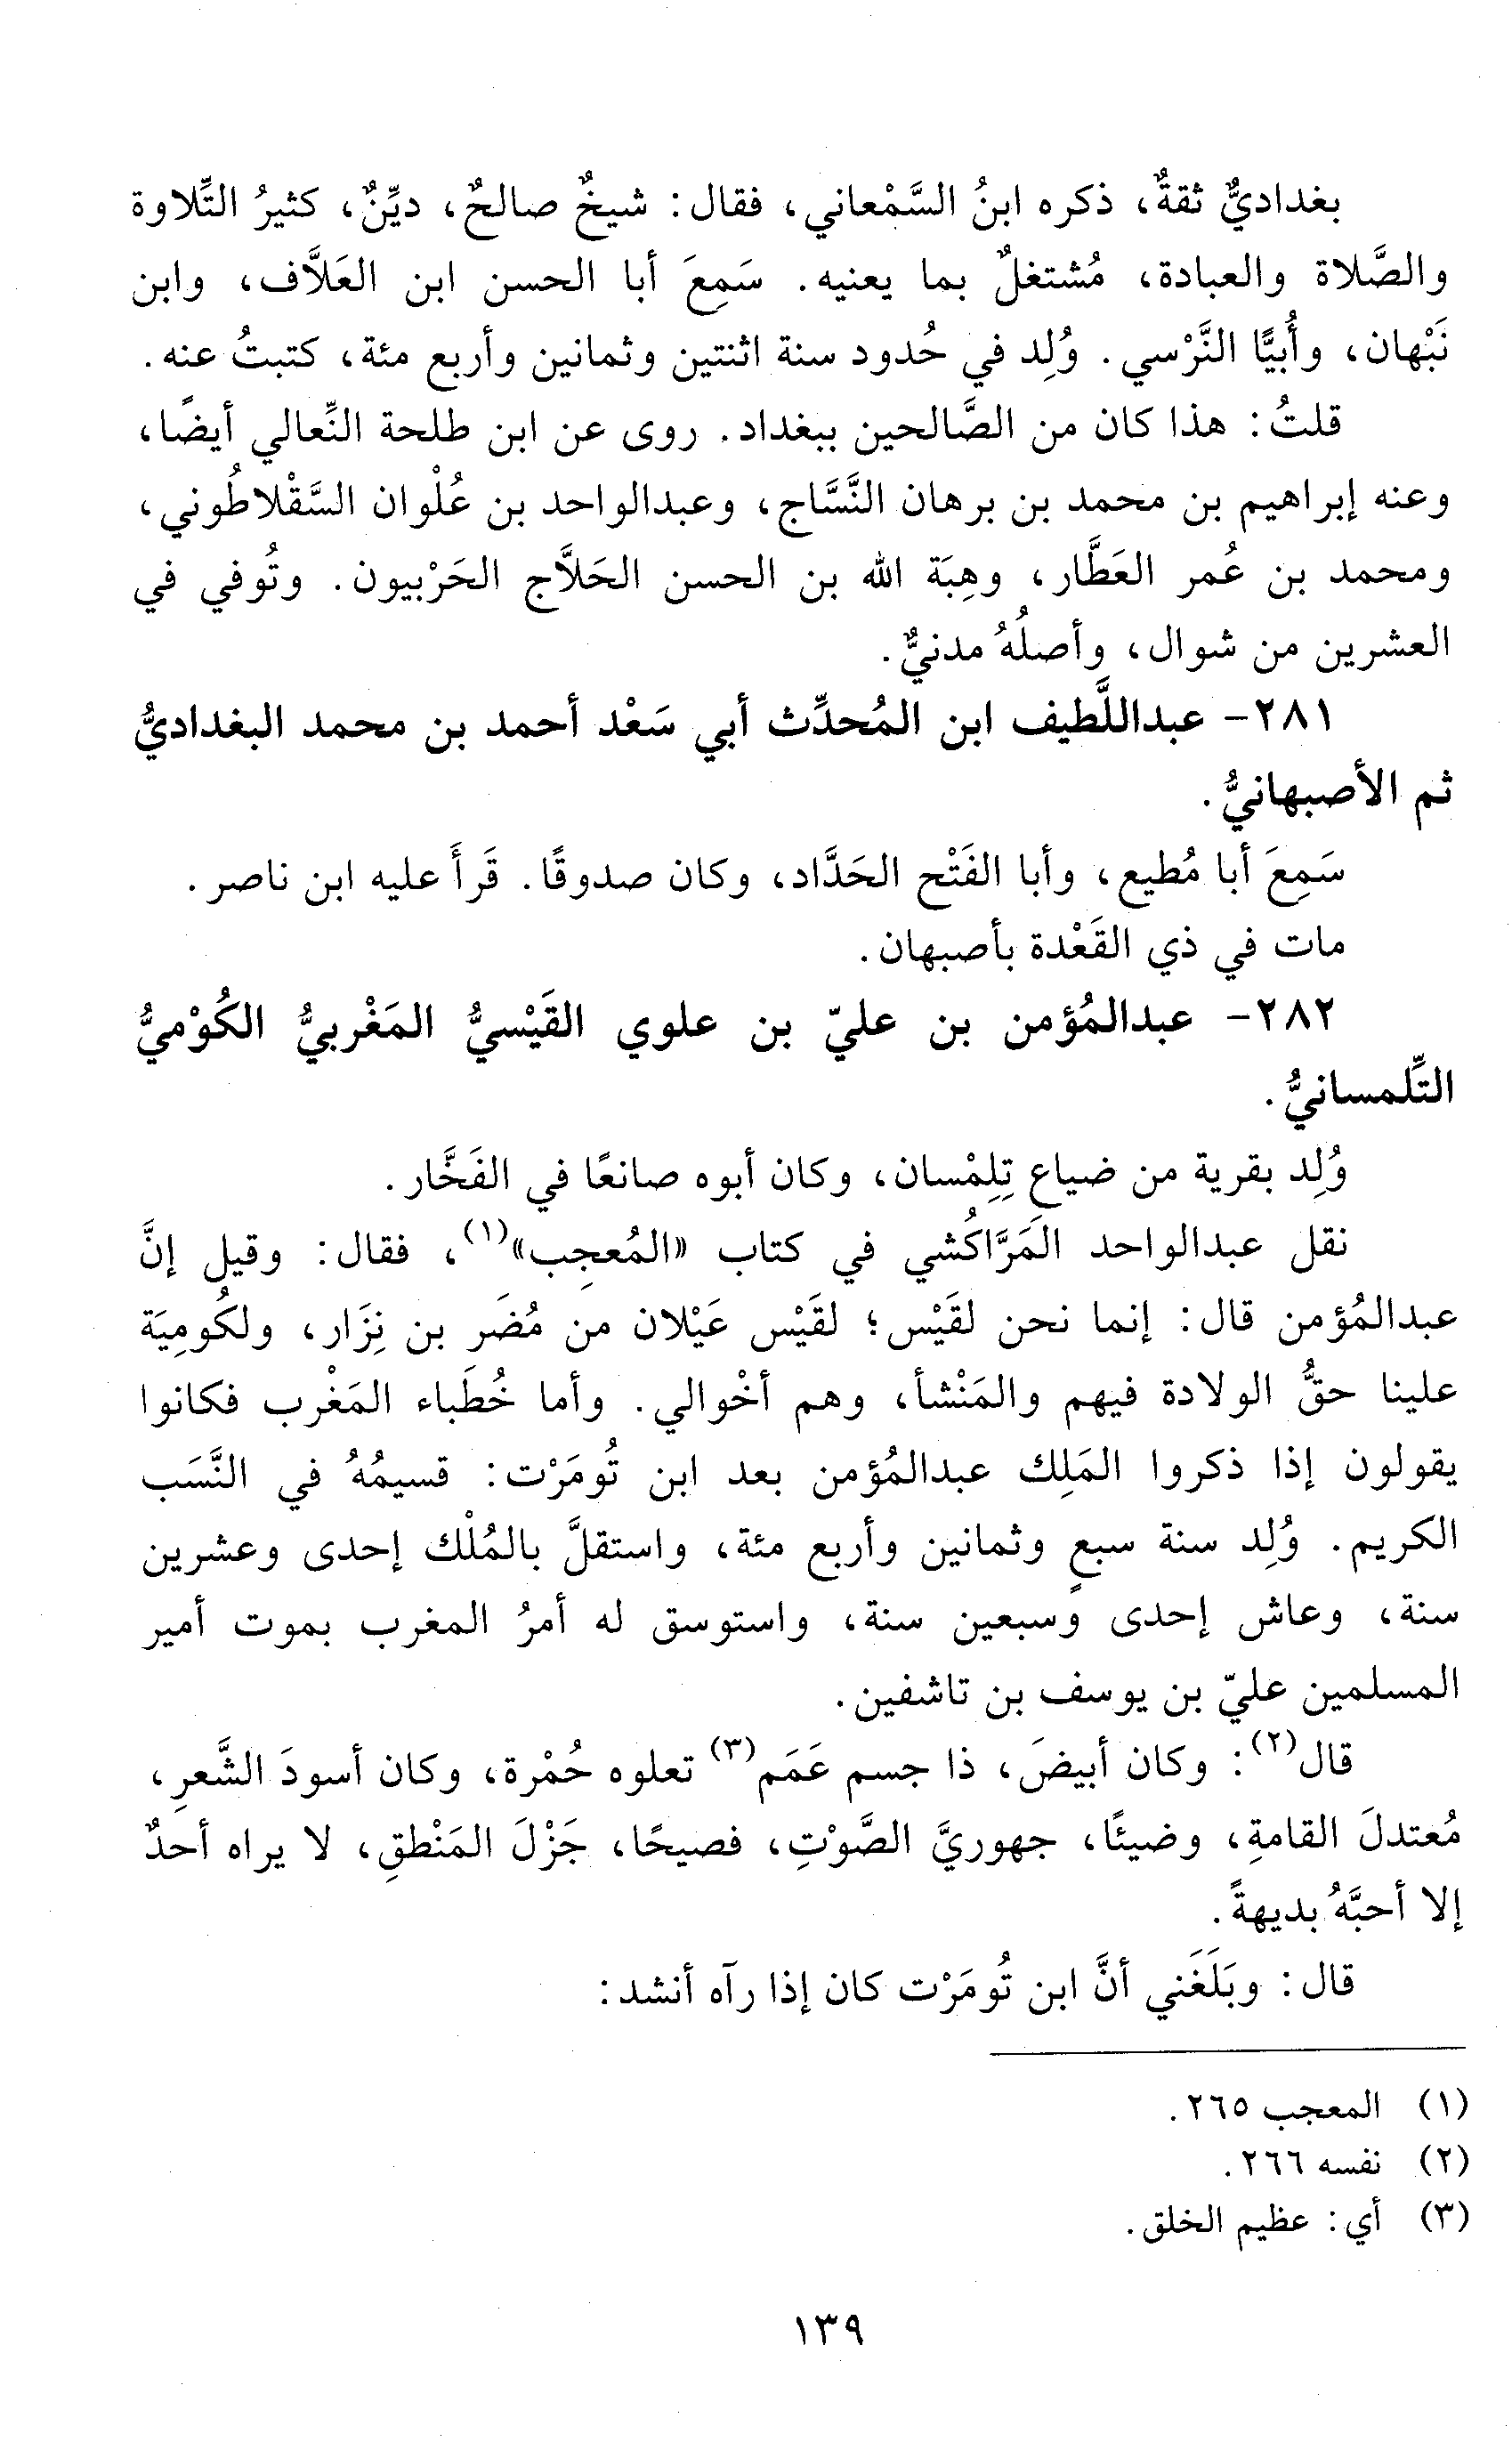 بغداديٌّ ثقةٌ، ذكره ابنُ السَّمْعاني، فقال: شيخٌ صالحٌ، ديِّنٌ، كثيرُ التِّلاوة
والصَّلاة والعبادة، مُشتغلٌ بما يعنيه. سَمِعَ أبا الحسن ابن العَلاَّف، وابن
نَبْهان، وأُبيًّا النَّرْسي. وُلِد في حُدود سنة اثنتين وثمانين وأربع مئة، كتبتُ عنه.
قلتُ: هذا كان من الصَّالحين ببغداد. روى عن ابن طلحة النِّعالي أيضًا،
وعنه إبراهيم بن محمد بن برهان النَّسَّاج، وعبدالواحد بن عُلْوان السَّقْلاطُوني،
ومحمد بن عُمر العَطَّار، وهِبَة الله بن الحسن الحَلاَّج الحَرْبيون. وتُوفي في
العشرين من شوال، وأصلُهُ مدنيٌّ.
٢٨١- عبداللَّطيف ابن المُحدِّث أبي سَعْد أحمد بن محمد البغداديُّ
ثم الأصبهانيُّ.
سَمِعَ أبا مُطيع، وأبا الفَتْح الحَدَّاد، وكان صدوقًا. قَرأَ عليه ابن ناصر.
مات في ذي القَعْدة بأصبهان.
٢٨٢- عبدالمُؤمن بن عليّ بن علوي القَيْسيُّ المَغْربيُّ الكُوْميُّ
التِّلمسانيُّ.
وُلِد بقرية من ضياع تِلِمْسان، وكان أبوه صانعًا في الفَخَّار.
نقل عبدالواحد المَرَّاكُشي في كتاب «المُعجِب»(١)، فقال: وقيل إنَّ
عبدالمُؤمن قال: إنما نحن لقَيْس؛ لقَيْس عَيْلان من مُضَر بن نِزَار، ولكُومِيَة
علينا حقُّ الولادة فيهم والمَنْشأ، وهم أخْوالي. وأما خُطَباء المَغْرب فكانوا
يقولون إذا ذكروا المَلِك عبدالمُؤمن بعد ابن تُومَرْت: قسيمُهُ في النَّسَب
الكريم. وُلِد سنة سبعٍ وثمانين وأربع مئة، واستقلَّ بالمُلْك إحدى وعشرين
سنة، وعاش إحدى وسبعين سنة، واستوسق له أمرُ المغرب بموت أمير
المسلمين عليّ بن يوسف بن تاشفين.
قال(٢): وكان أبيضَ، ذا جسم عَمَم(٣) تعلوه حُمْرة، وكان أسودَ الشَّعرِ،
مُعتدلَ القامةِ، وضيئًا، جهوريَّ الصَّوْتِ، فصيحًا، جَزْلَ المَنْطقِ، لا يراه أحدٌ
إلا أحبَّهُ بديهةً.
قال: وبَلَغَني أنَّ ابن تُومَرْت كان إذا رآه أنشد:
(١) المعجب ٢٦٥.
(٢) نفسه ٢٦٦.
(٣) أي: عظيم الخلق.
١٣٩